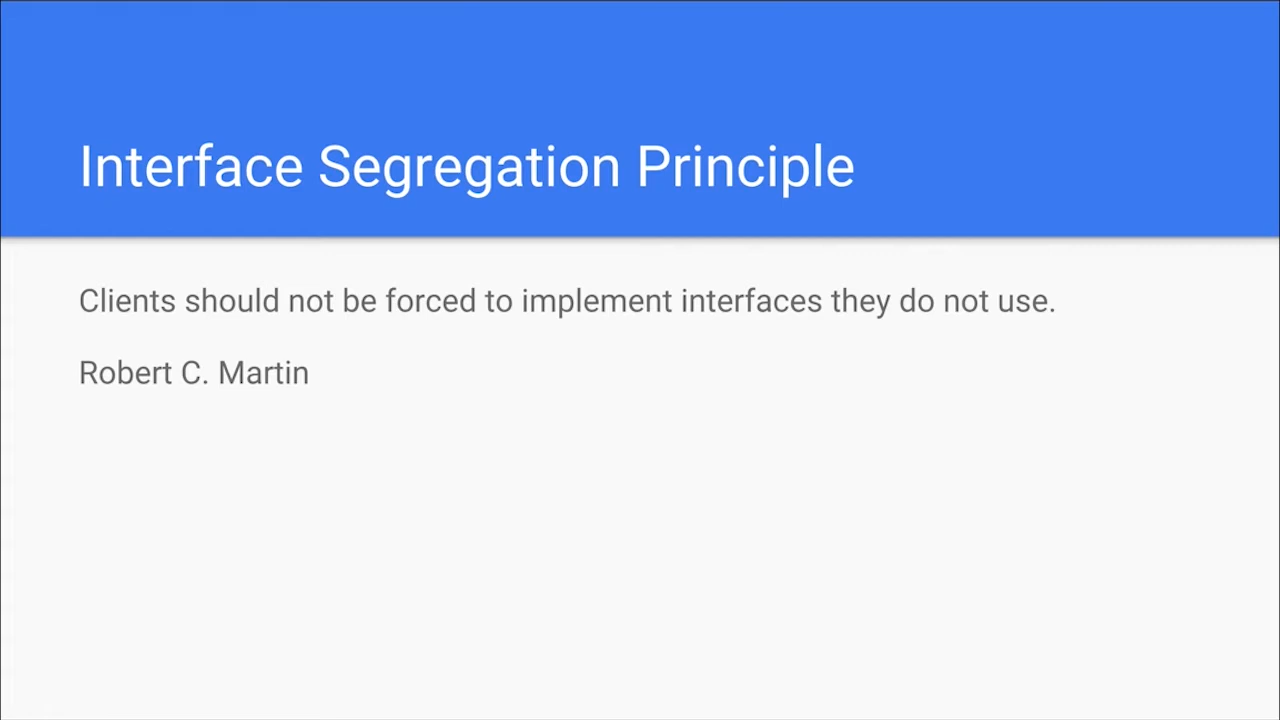 Interface Segregation Principle
Clients should not be forced to implement interfaces they do not use.
Robert C. Martin